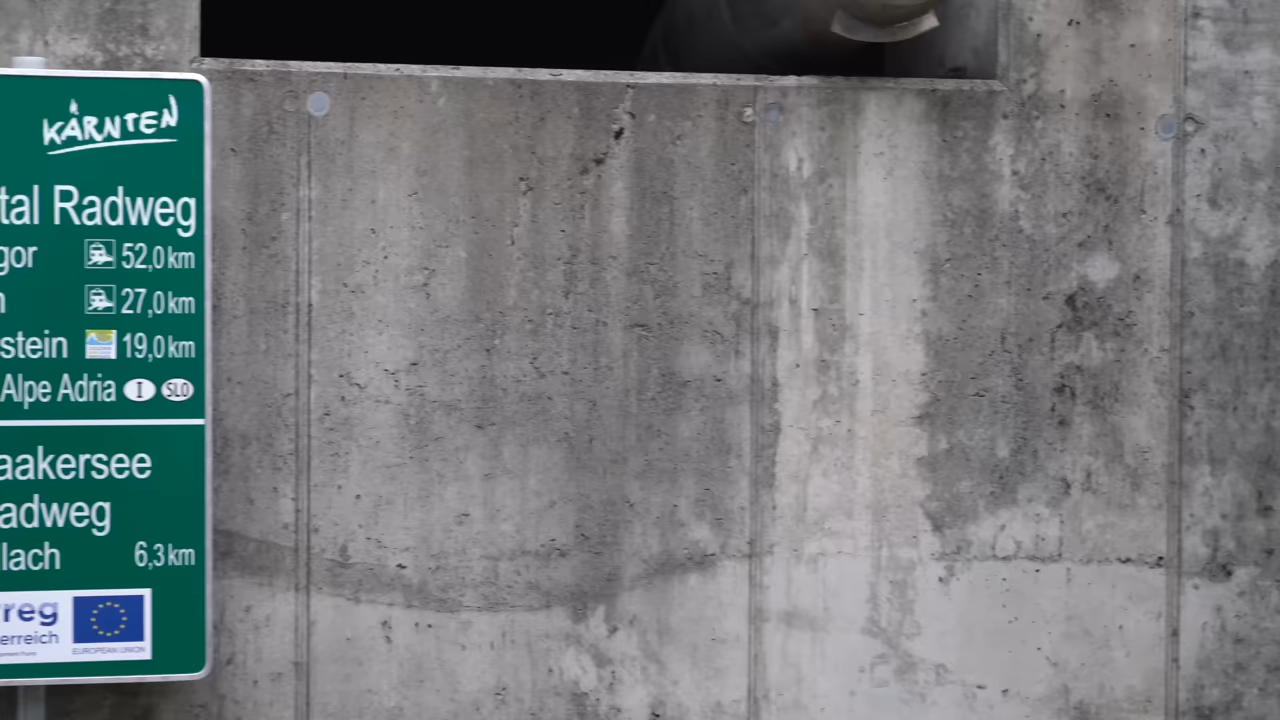 KÄRNTEN
tal Radweg
gor 52,0 km
27,0 km
stein 19,0 km
Alpe Adria I SLO
aakersee
adweg
lach 6,3 km
reg
erreich
EUROPEAN UNION